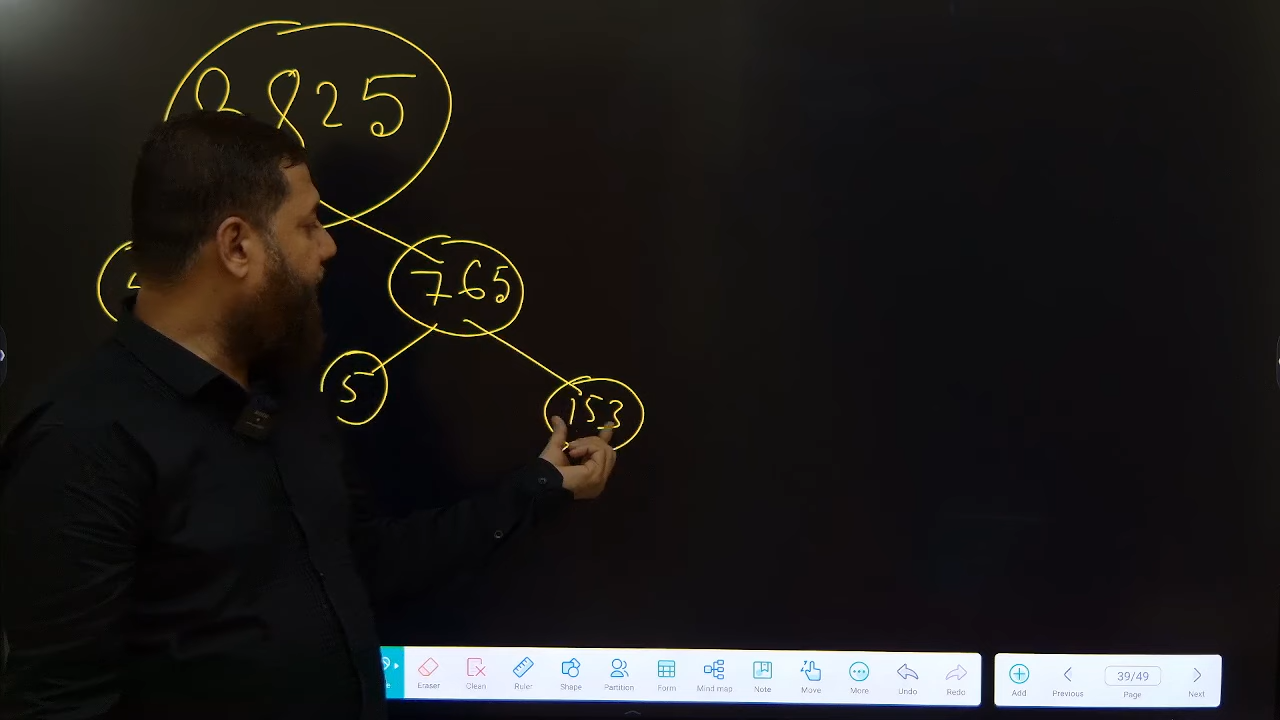 825
765
5
153
Eraser Clean Ruler Shape Partition Form Mind map Note Move More Undo Redo Add Previous 39/49 Page Next